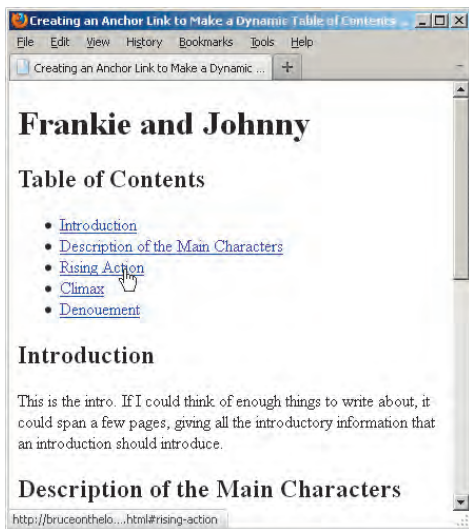 Creating an Anchor Link to Make a Dynamic Table of Contents
File Edit View History Bookmarks Tools Help
Creating an Anchor Link to Make a Dynamic ...
Frankie and Johnny
Table of Contents
Introduction
Description of the Main Characters
Rising Action
Climax
Denouement
Introduction
This is the intro. If I could think of enough things to write about, it
could span a few pages, giving all the introductory information that
an introduction should introduce.
Description of the Main Characters
http://bruceonthelo....html#rising-action